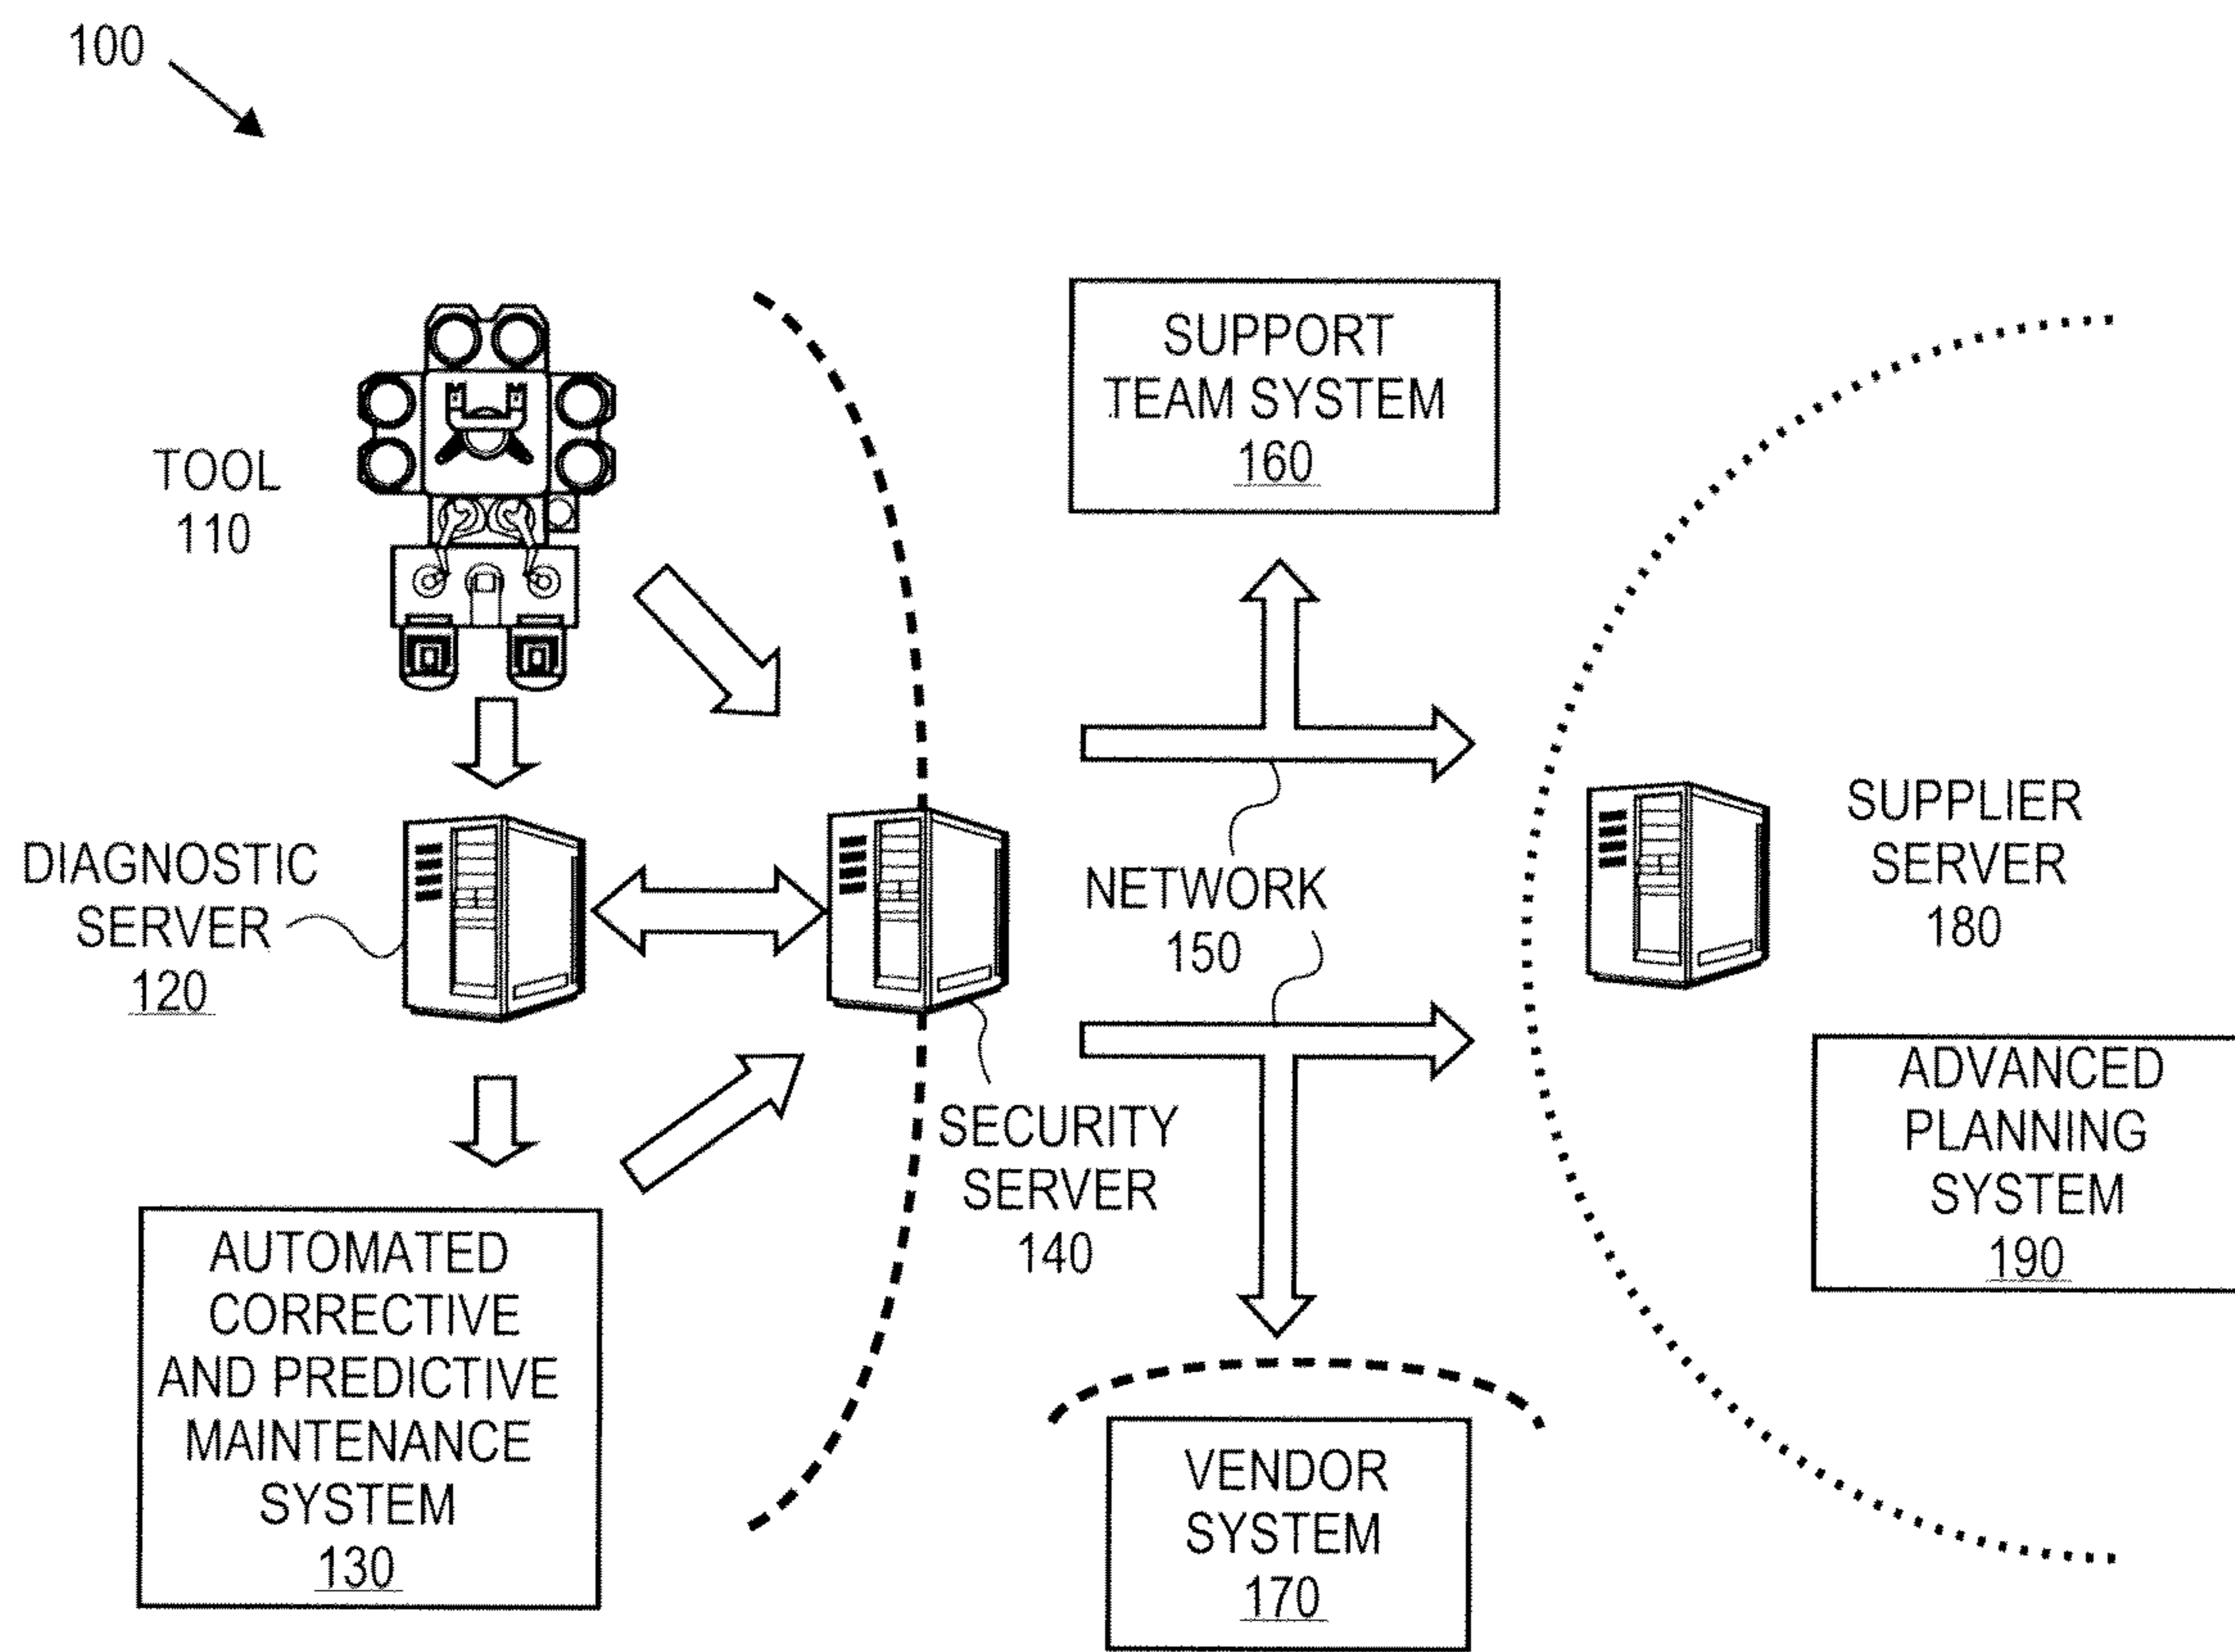 100
TOOL
110
DIAGNOSTIC
SERVER
120
AUTOMATED
CORRECTIVE
AND PREDICTIVE
MAINTENANCE
SYSTEM
130
SECURITY
SERVER
140
NETWORK
150
SUPPORT
TEAM SYSTEM
160
VENDOR
SYSTEM
170
SUPPLIER
SERVER
180
ADVANCED
PLANNING
SYSTEM
190